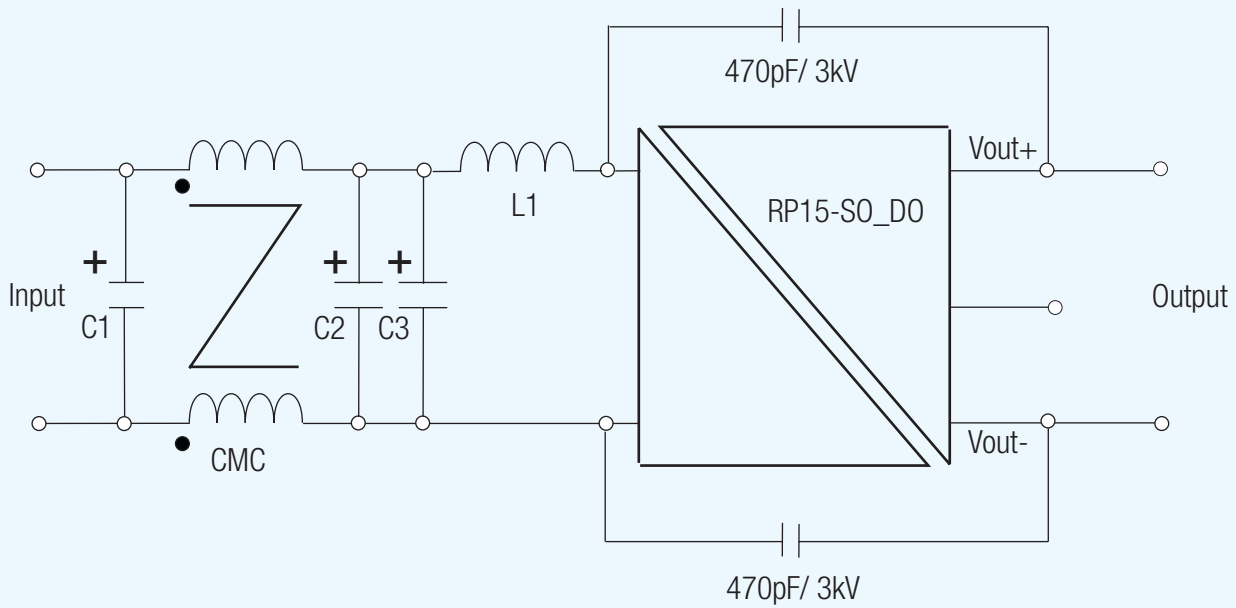 470pF/ 3kV
Vout+
L1
RP15-SO_DO
+
+
+
Input
C1
C2
C3
Output
Vout-
CMC
470pF/ 3kV